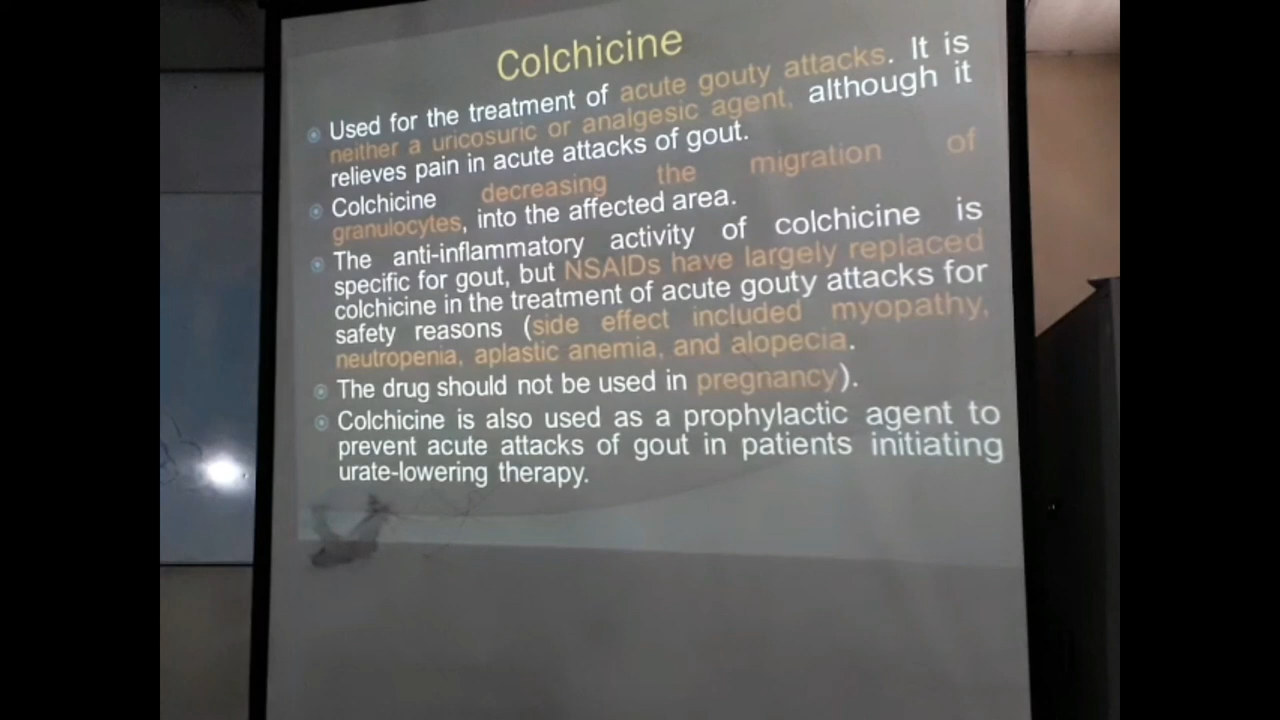 Colchicine
Used for the treatment of acute gouty attacks. It is
neither a uricosuric or analgesic agent, although it
relieves pain in acute attacks of gout.
Colchicine decreasing the migration of
granulocytes, into the affected area.
The anti-inflammatory activity of colchicine is
specific for gout, but NSAIDs have largely replaced
colchicine in the treatment of acute gouty attacks for
safety reasons (side effect included myopathy,
neutropenia, aplastic anemia, and alopecia.
The drug should not be used in pregnancy).
Colchicine is also used as a prophylactic agent to
prevent acute attacks of gout in patients initiating
urate-lowering therapy.